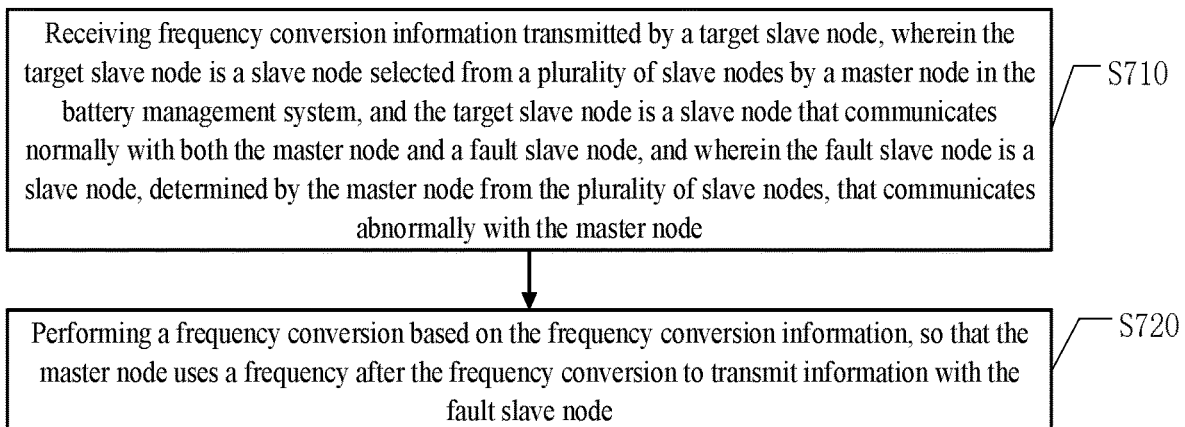 Receiving frequency conversion information transmitted by a target slave node, wherein the
target slave node is a slave node selected from a plurality of slave nodes by a master node in the
battery management system, and the target slave node is a slave node that communicates
normally with both the master node and a fault slave node, and wherein the fault slave node is a
slave node, determined by the master node from the plurality of slave nodes, that communicates
abnormally with the master node
S710
Performing a frequency conversion based on the frequency conversion information, so that the
master node uses a frequency after the frequency conversion to transmit information with the
fault slave node
S720